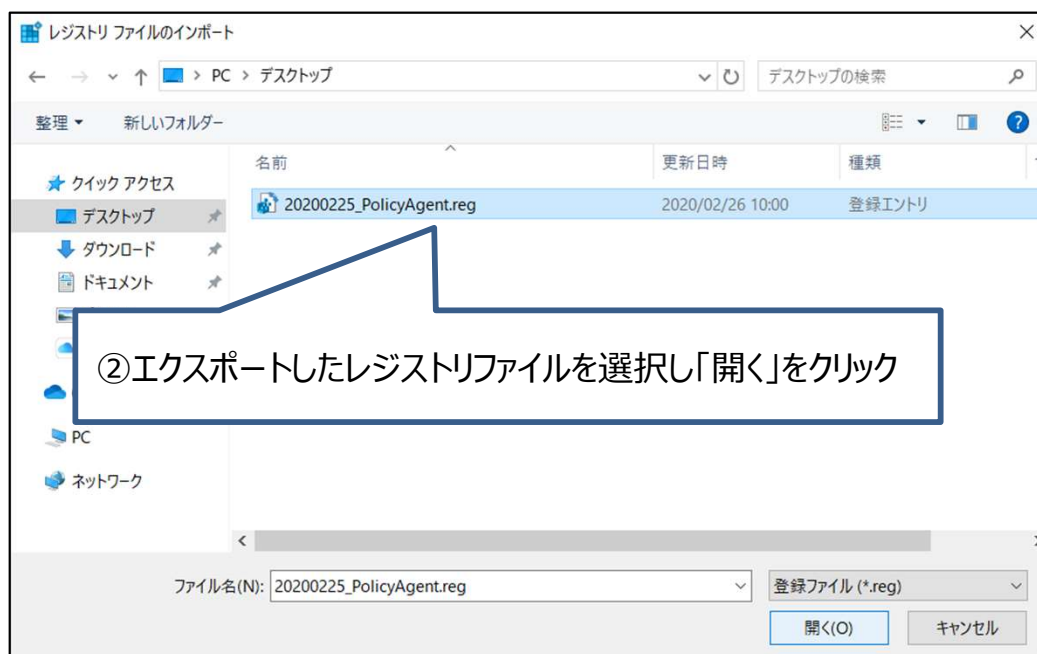 レジストリ ファイルのインポート
PC > デスクトップ
デスクトップの検索
整理
新しいフォルダー
名前
更新日時
種類
クイック アクセス
デスクトップ
20200225_PolicyAgent.reg
2020/02/26 10:00
登録エントリ
ダウンロード
ドキュメント
②エクスポートしたレジストリファイルを選択し「開く」をクリック
PC
ネットワーク
ファイル名(N):
20200225_PolicyAgent.reg
登録ファイル (*.reg)
開く(O)
キャンセル